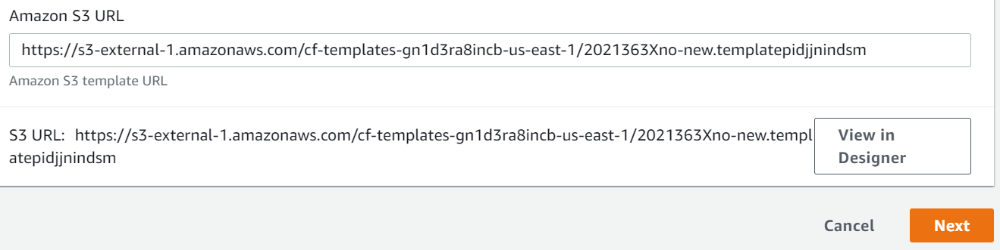 Amazon S3 URL
https://s3-external-1.amazonaws.com/cf-templates-gn1d3ra8incb-us-east-1/2021363Xno-new.templatepidjjnindsm
Amazon S3 template URL
S3 URL: https://s3-external-1.amazonaws.com/cf-templates-gn1d3ra8incb-us-east-1/2021363Xno-new.templ
atepidjjnindsm
View in
Designer
Cancel
Next